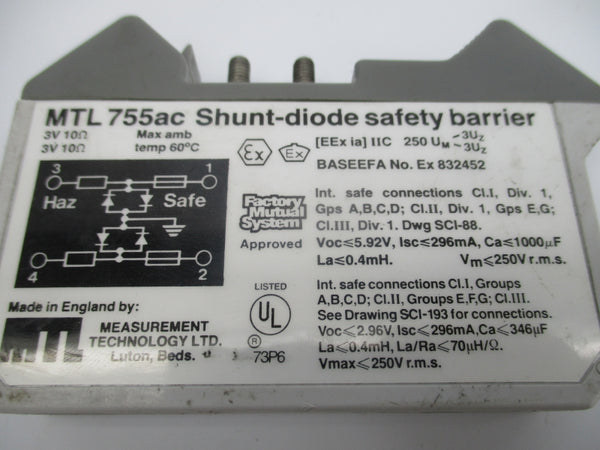 MTL 755ac Shunt-diode safety barrier
3V 10Ω Max amb
3V 10Ω temp 60°C
Ex Ex [EEx ia] IIC 250 UM ~3UZ ~3UZ
BASEEFA No. Ex 832452
3 1
Haz Safe
4 2
Factory
Mutual
System
Approved
Int. safe connections Cl.I, Div. 1,
Gps A,B,C,D; Cl.II, Div. 1, Gps E,G;
Cl.III, Div. 1. Dwg SCI-88.
Voc⩽5.92V, Isc⩽296mA, Ca⩽1000µF
La⩽0.4mH. Vm⩽250V r.m.s.
LISTED
UL
®
73P6
Int. safe connections CI.I, Groups
A,B,C,D; Cl.II, Groups E,F,G; Cl.III.
See Drawing SCI-193 for connections.
Voc⩽2.96V, Isc⩽296mA,Ca⩽346µF
La⩽0.4mH, La/Ra⩽70µH/Ω.
Vmax⩽250V r.m.s.
Made in England by:
MTL
MEASUREMENT
TECHNOLOGY LTD.
Luton, Beds.